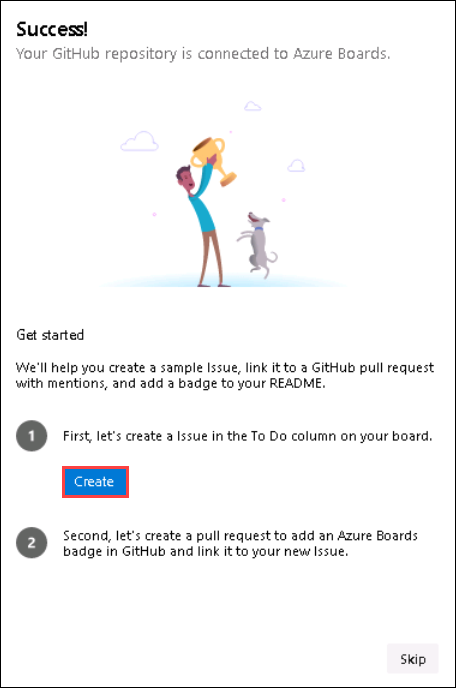 Success!
Your GitHub repository is connected to Azure Boards.
Get started
We'll help you create a sample Issue, link it to a GitHub pull request
with mentions, and add a badge to your README.
1
First, let's create a Issue in the To Do column on your board.
Create
2
Second, let's create a pull request to add an Azure Boards
badge in GitHub and link it to your new Issue.
Skip